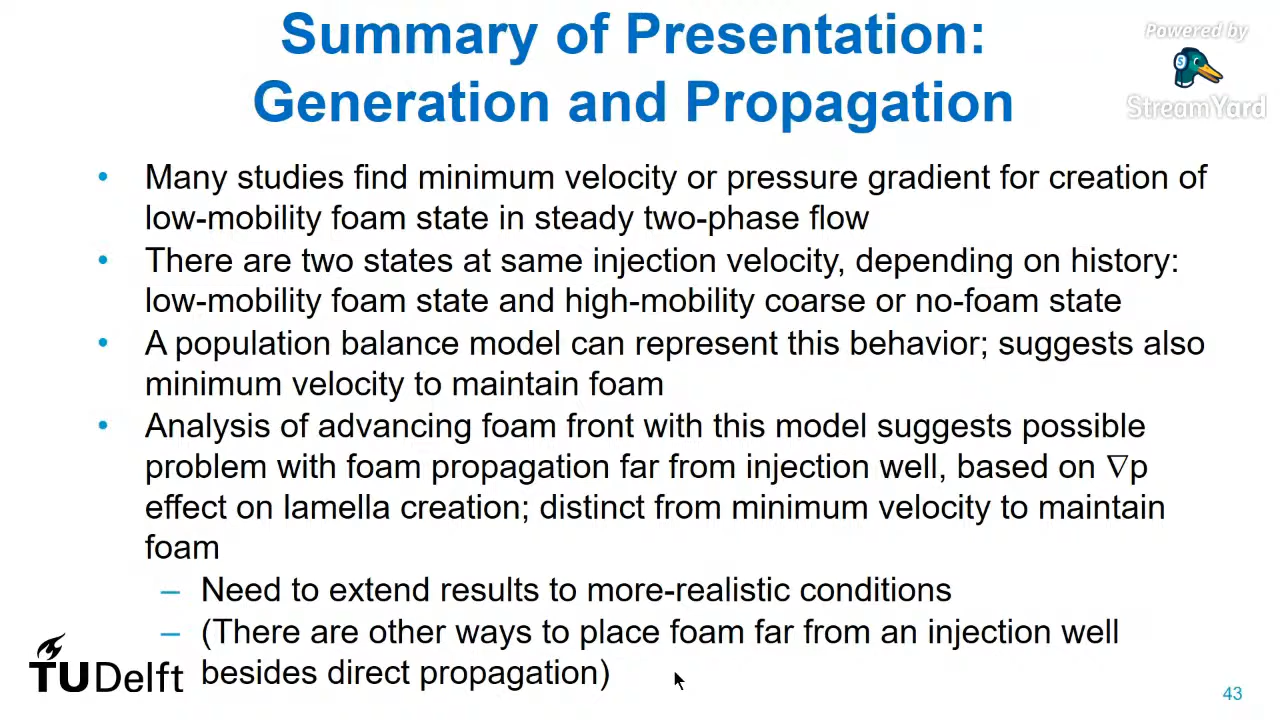 Summary of Presentation:
Generation and Propagation
Powered by
StreamYard
• Many studies find minimum velocity or pressure gradient for creation of
low-mobility foam state in steady two-phase flow
• There are two states at same injection velocity, depending on history:
low-mobility foam state and high-mobility coarse or no-foam state
• A population balance model can represent this behavior; suggests also
minimum velocity to maintain foam
• Analysis of advancing foam front with this model suggests possible
problem with foam propagation far from injection well, based on ∇p
effect on lamella creation; distinct from minimum velocity to maintain
foam
– Need to extend results to more-realistic conditions
– (There are other ways to place foam far from an injection well
besides direct propagation)
TU Delft
43